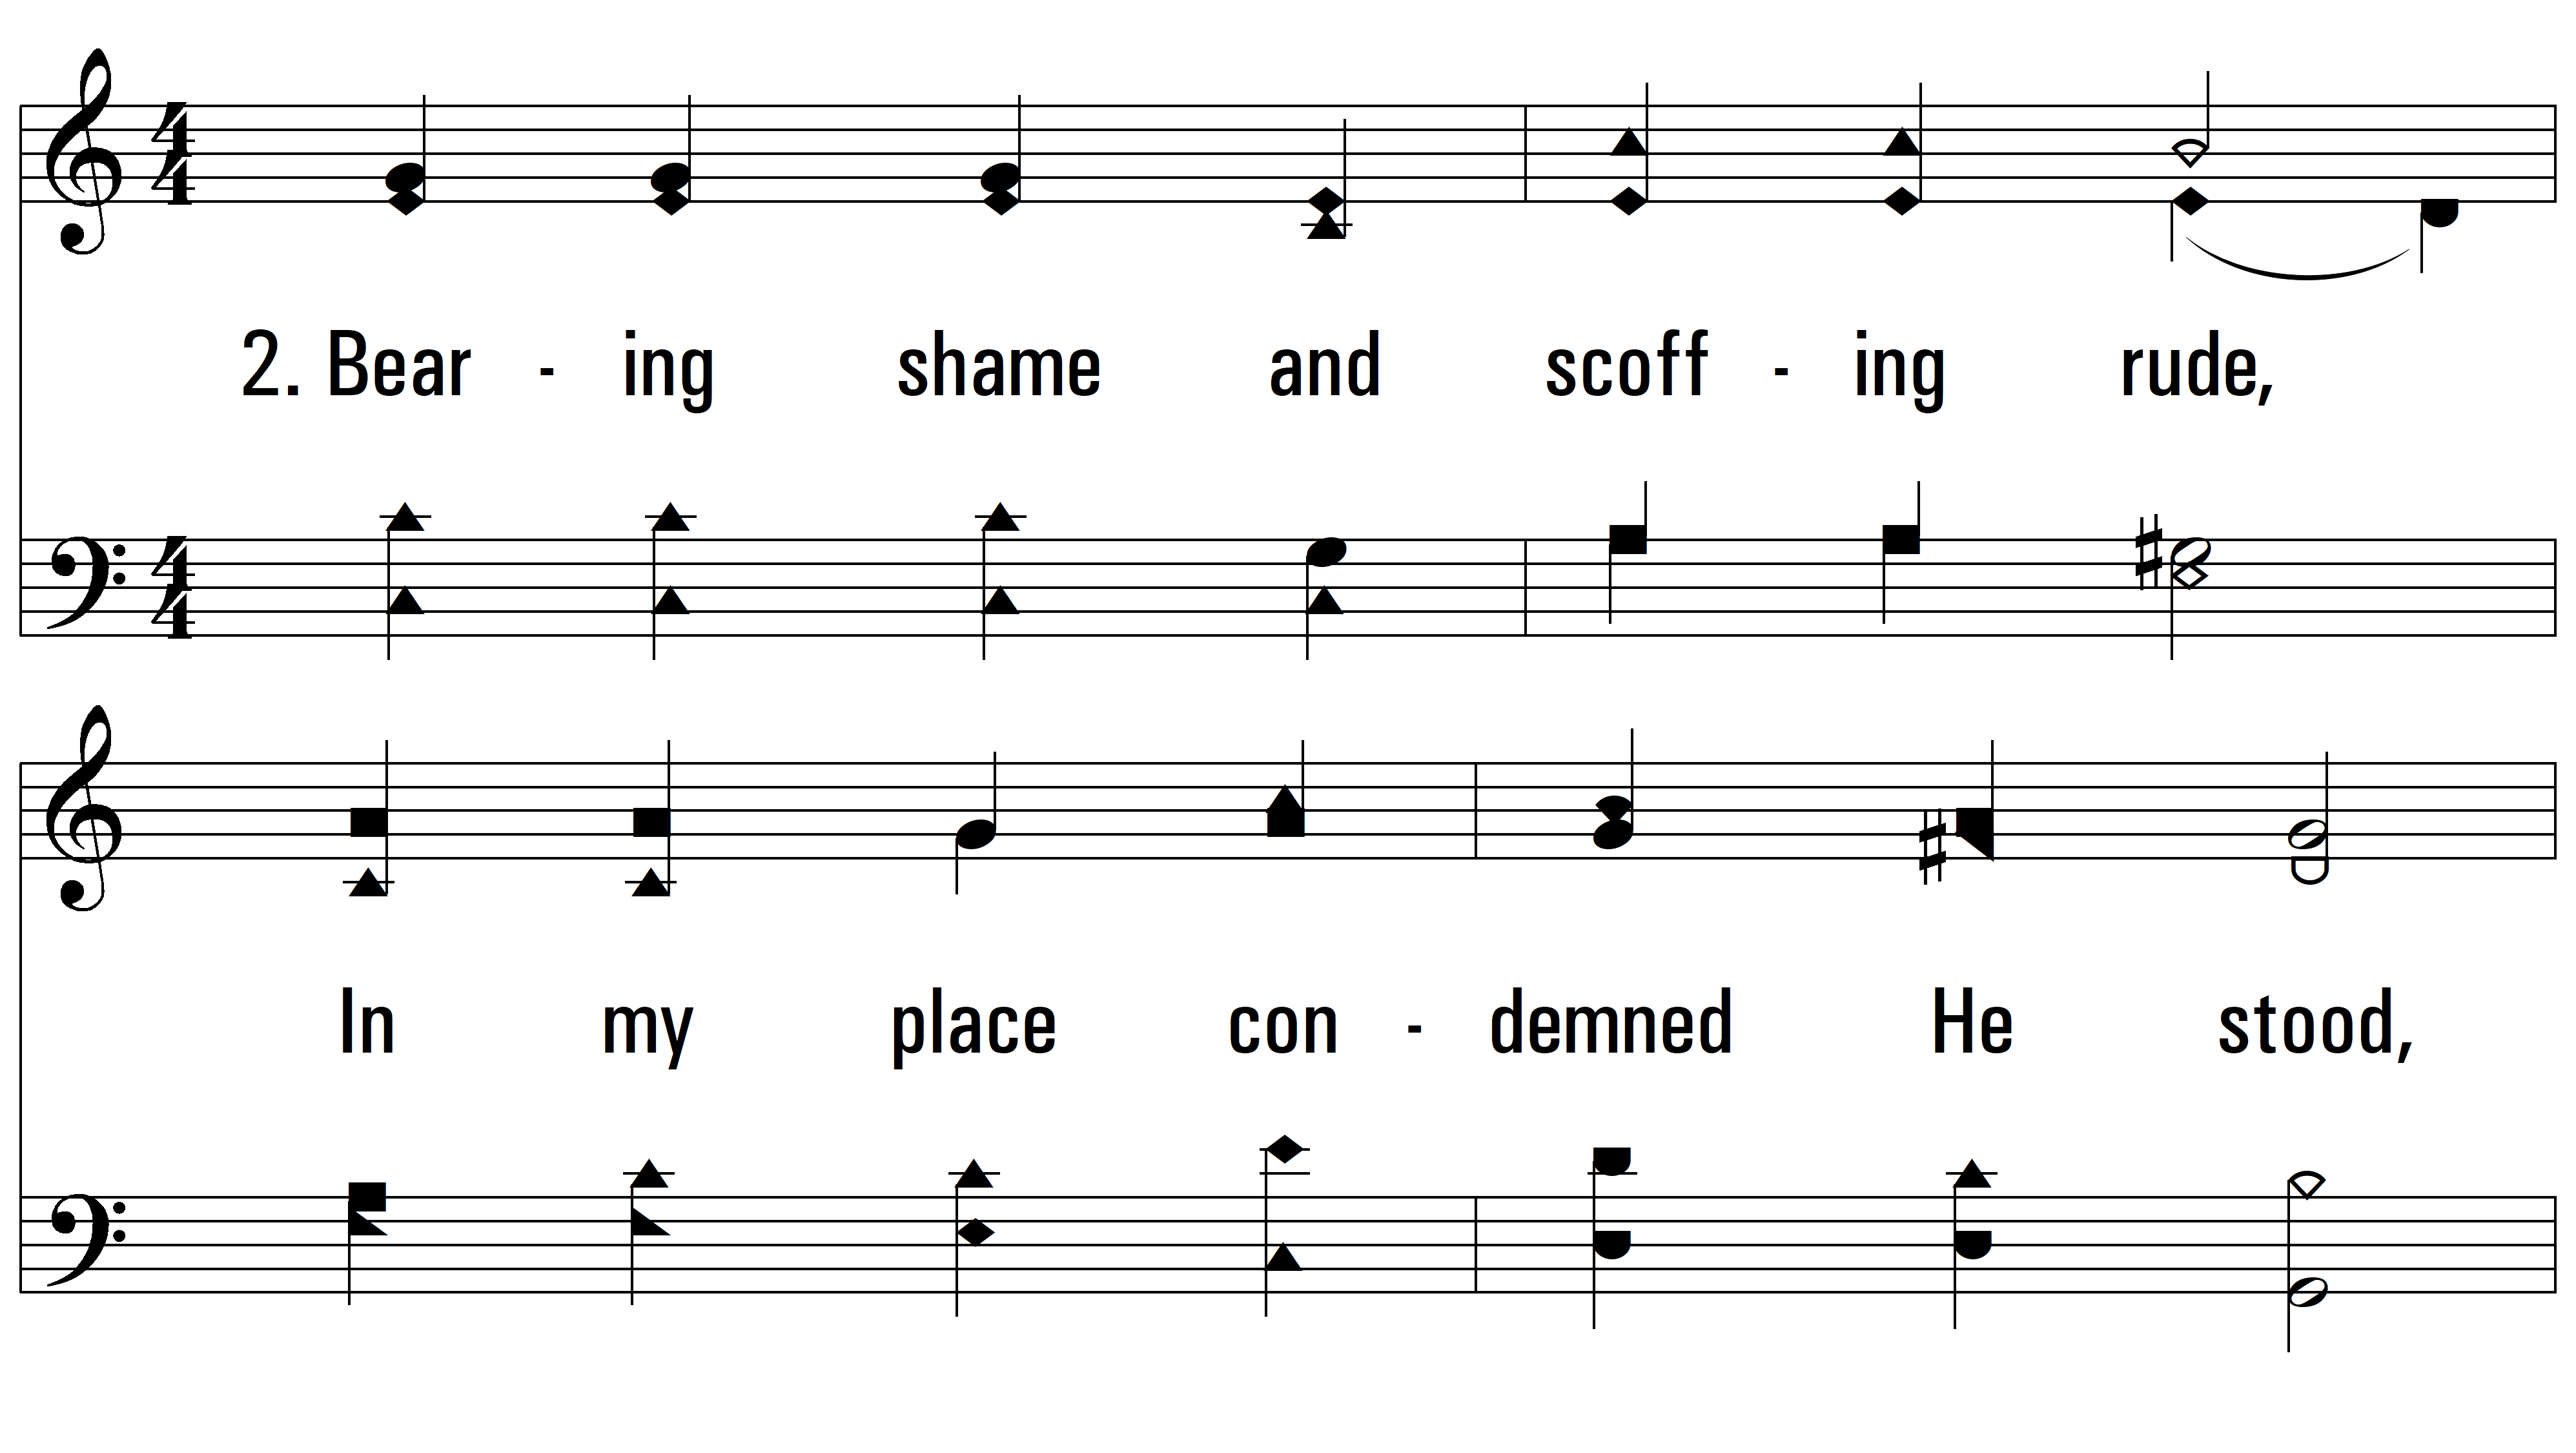 2. Bear - ing shame and scoff - ing rude,
In my place con - demned He stood,